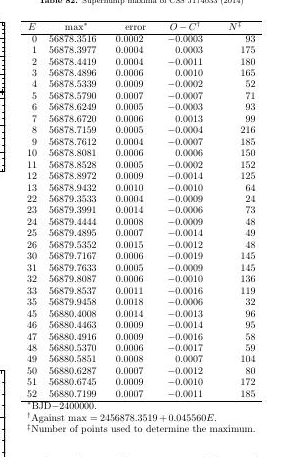 Table 82. Superhump maxima of CSS J174033 (2014)
E max* error O − C† N‡
0 56878.3516 0.0002 −0.0003 93
1 56878.3977 0.0004 0.0003 175
2 56878.4419 0.0004 −0.0011 180
3 56878.4896 0.0006 0.0010 165
4 56878.5339 0.0009 −0.0002 52
5 56878.5790 0.0007 −0.0007 71
6 56878.6249 0.0005 −0.0003 93
7 56878.6720 0.0006 0.0013 99
8 56878.7159 0.0005 −0.0004 216
9 56878.7612 0.0004 −0.0007 185
10 56878.8081 0.0006 0.0006 150
11 56878.8528 0.0005 −0.0002 152
12 56878.8972 0.0009 −0.0014 125
13 56878.9432 0.0010 −0.0010 64
22 56879.3533 0.0004 −0.0009 24
23 56879.3991 0.0014 −0.0006 73
24 56879.4444 0.0008 −0.0009 48
25 56879.4895 0.0007 −0.0014 49
26 56879.5352 0.0015 −0.0012 48
30 56879.7167 0.0006 −0.0019 145
31 56879.7633 0.0005 −0.0009 145
32 56879.8087 0.0006 −0.0010 136
33 56879.8537 0.0011 −0.0016 119
35 56879.9458 0.0018 −0.0006 32
45 56880.4008 0.0014 −0.0013 96
46 56880.4463 0.0009 −0.0014 95
47 56880.4916 0.0009 −0.0016 58
48 56880.5370 0.0006 −0.0017 59
49 56880.5851 0.0008 0.0007 104
50 56880.6287 0.0007 −0.0012 80
51 56880.6745 0.0009 −0.0010 172
52 56880.7199 0.0007 −0.0011 185
*BJD−2400000.
†Against max = 2456878.3519 + 0.045560E.
‡Number of points used to determine the maximum.